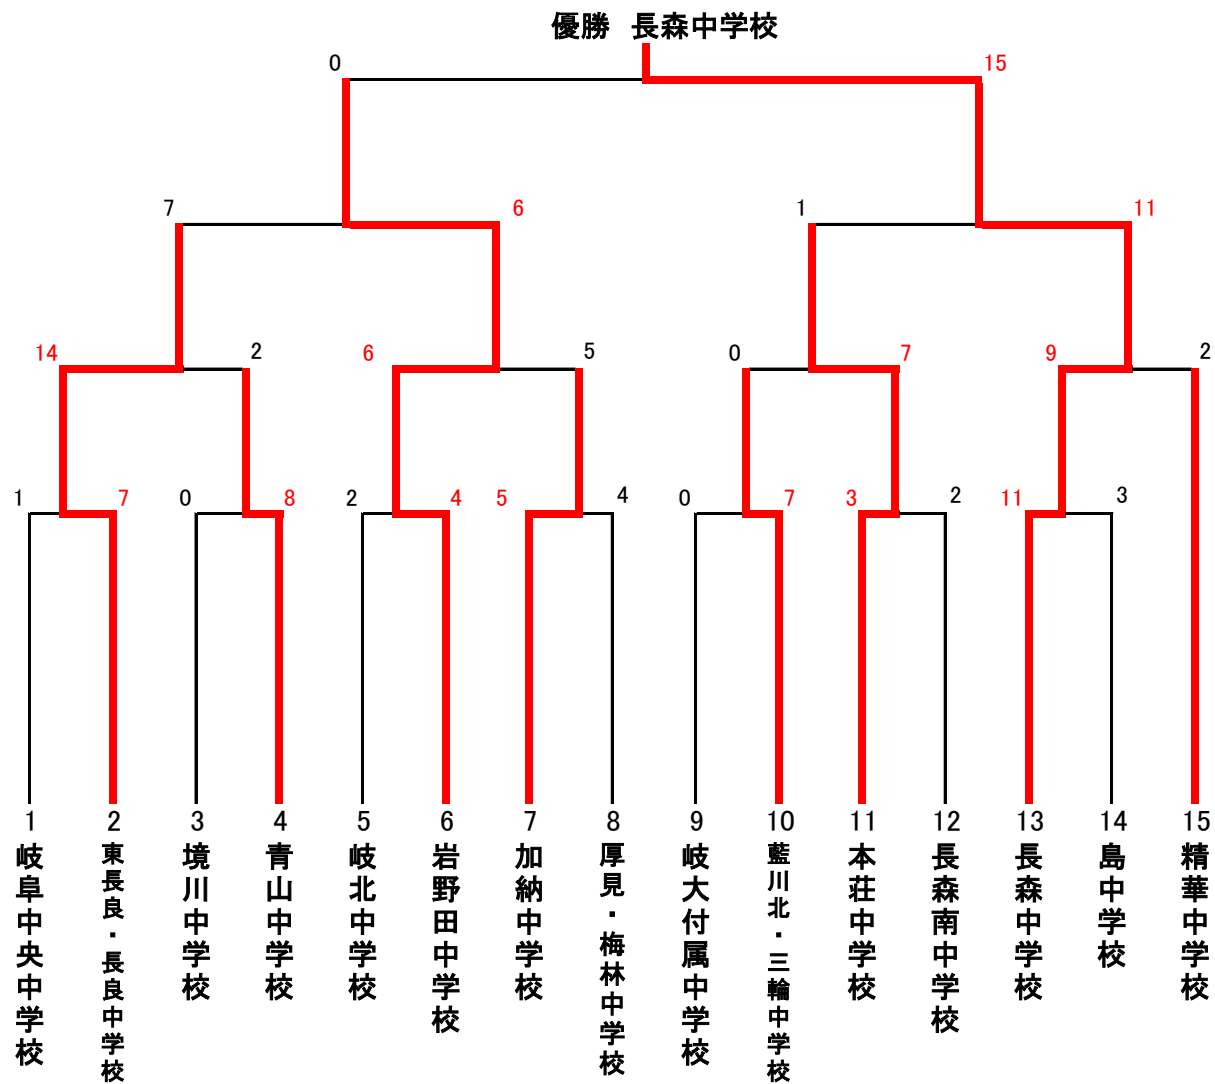 優勝 長森中学校
0
15
7
6
1
11
14
2
6
5
0
7
9
2
1
7
0
8
2
4
5
4
0
7
3
2
11
3
1
2
3
4
5
6
7
8
9
10
11
12
13
14
15
岐阜中央中学校
東長良・長良中学校
境川中学校
青山中学校
岐北中学校
岩野田中学校
加納中学校
厚見・梅林中学校
岐大付属中学校
藍川北・三輪中学校
本荘中学校
長森南中学校
長森中学校
島中学校
精華中学校